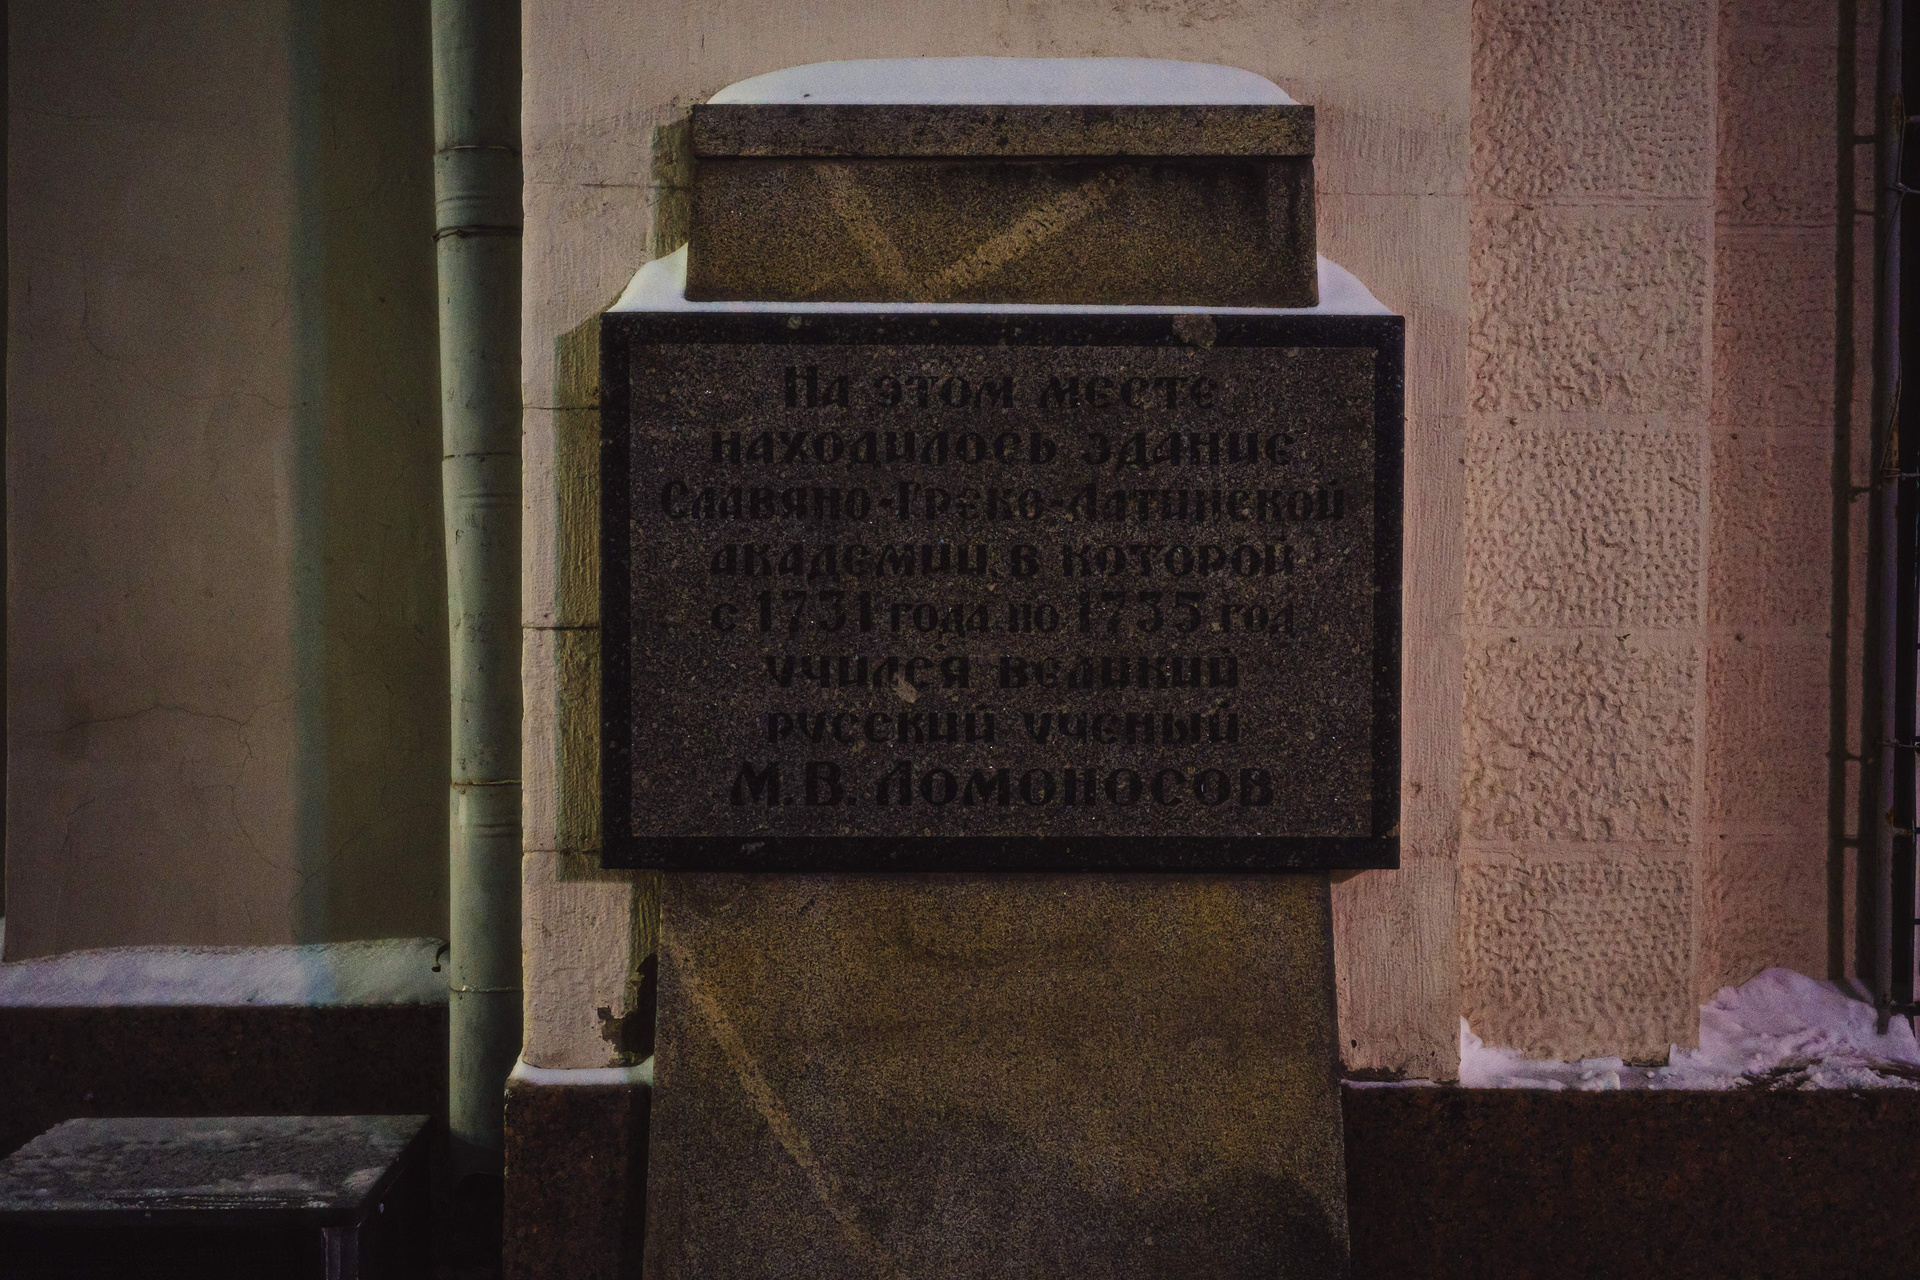 На этом месте
находилось здание
Славяно-Греко-Латинской
академии, в которой
с 1731 года по 1735 год
учился великий
русский ученый
М.В. Ломоносов